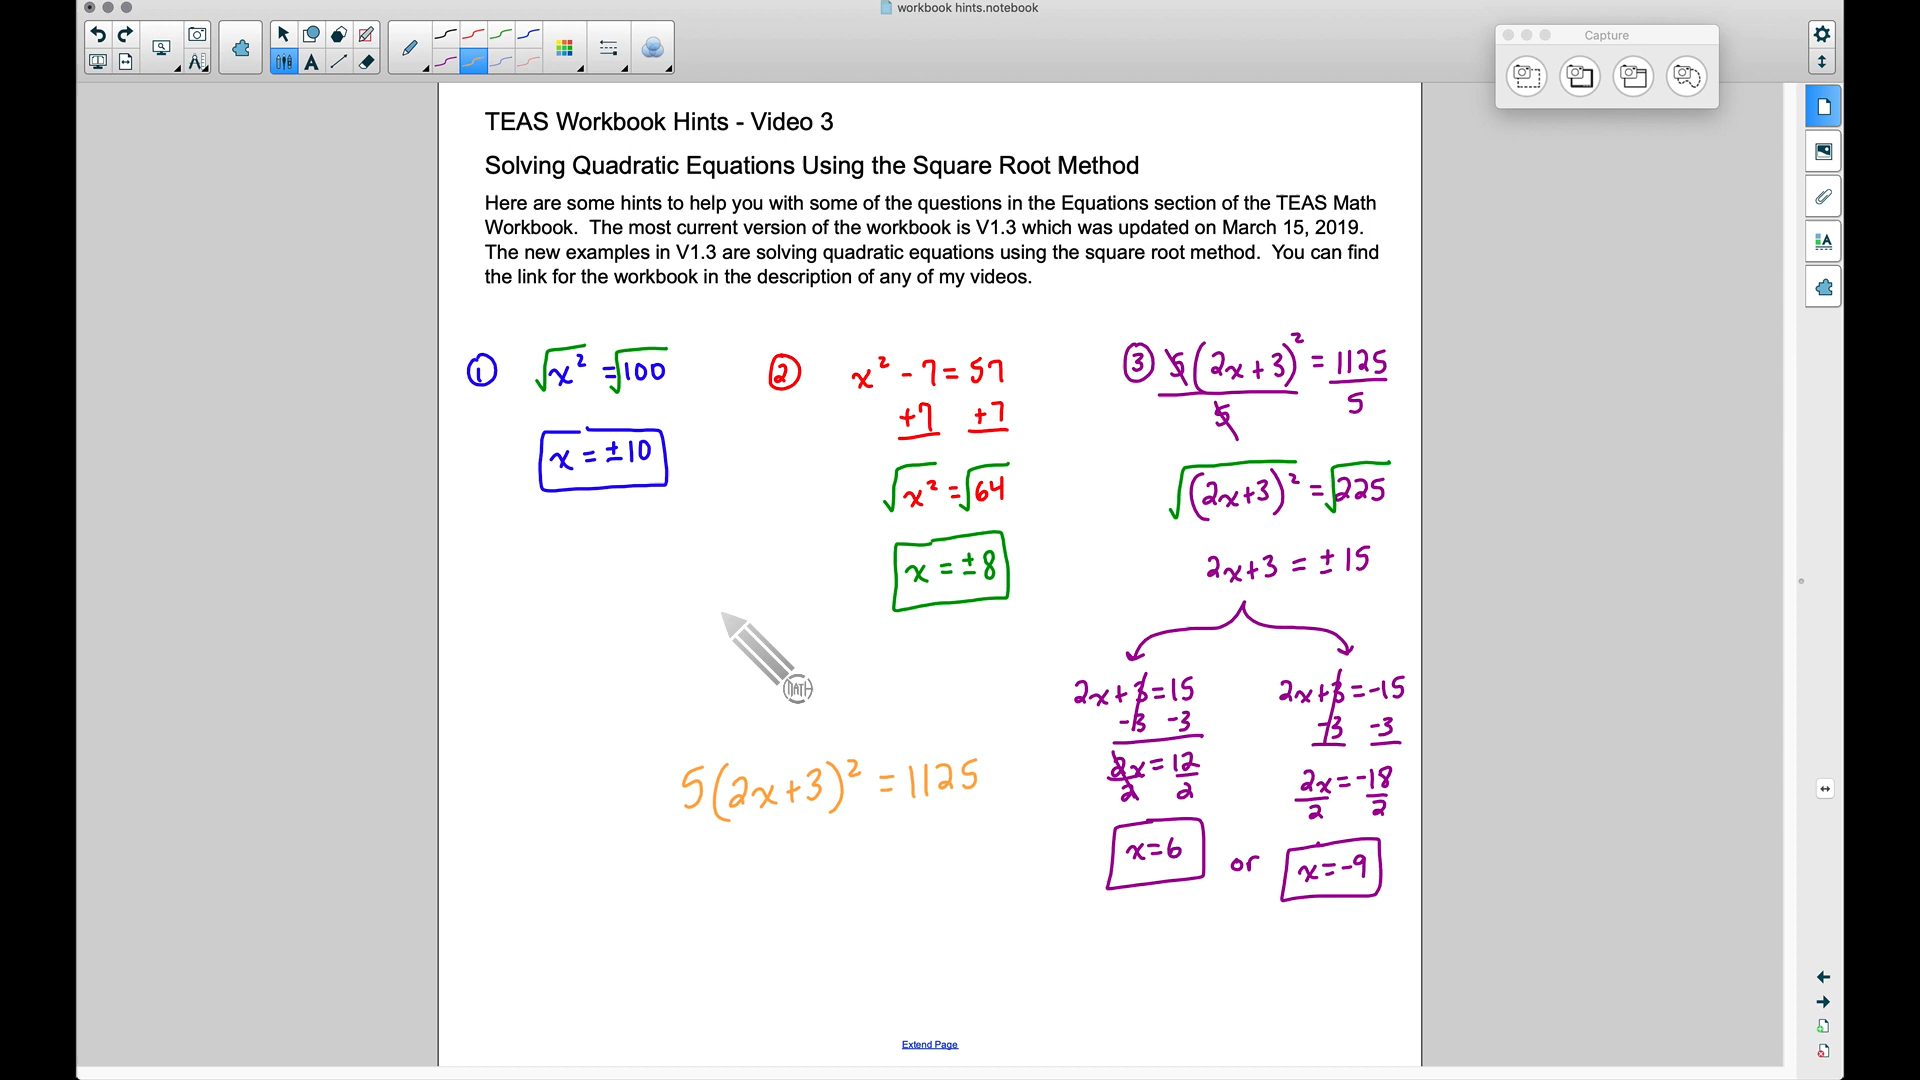 workbook hints.notebook
Capture
TEAS Workbook Hints - Video 3
Solving Quadratic Equations Using the Square Root Method
Here are some hints to help you with some of the questions in the Equations section of the TEAS Math
Workbook.  The most current version of the workbook is V1.3 which was updated on March 15, 2019.
The new examples in V1.3 are solving quadratic equations using the square root method.  You can find
the link for the workbook in the description of any of my videos.
① √x² = √100
x = ±10
② x² - 7 = 57
+7 +7
√x² = √64
x = ±8
③ 5(2x+3)² = 1125
5 5
√(2x+3)² = √225
2x+3 = ±15
2x+3=15
-3 -3
2x=12
2 2
x=6
or
2x+3=-15
-3 -3
2x=-18
2 2
x=-9
5(2x+3)² = 1125
MATH
Extend Page